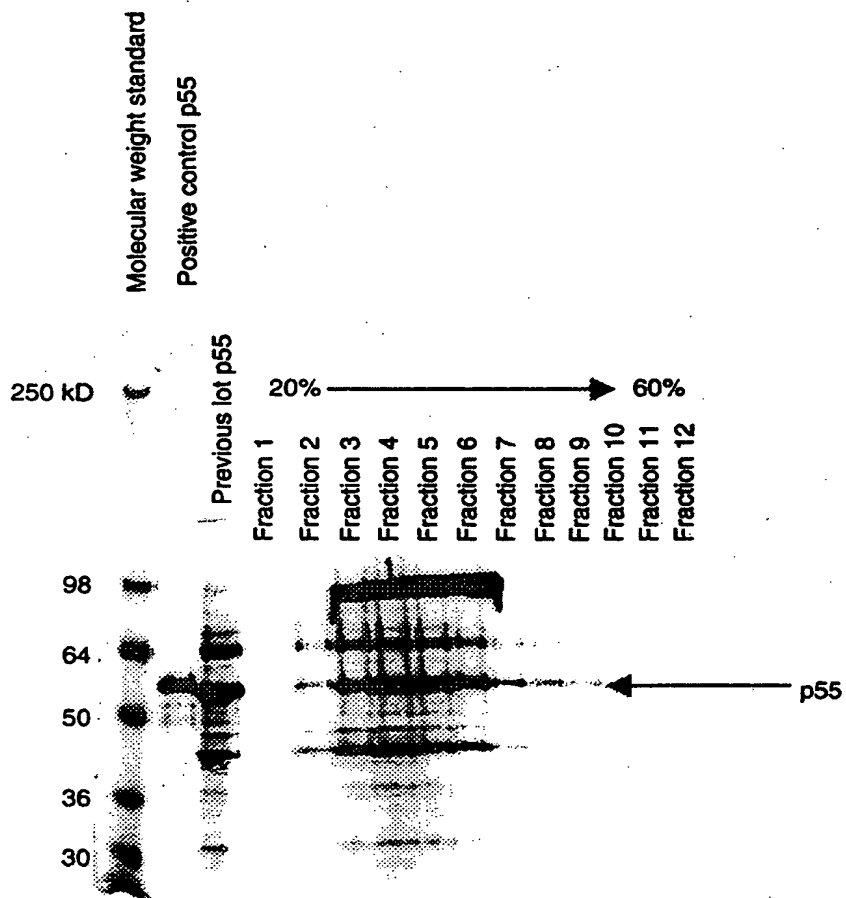 Molecular weight standard
Positive control p55
Previous lot p55
250 kD
20%
60%
Fraction 1
Fraction 2
Fraction 3
Fraction 4
Fraction 5
Fraction 6
Fraction 7
Fraction 8
Fraction 9
Fraction 10
Fraction 11
Fraction 12
98
64
p55
50
36
30